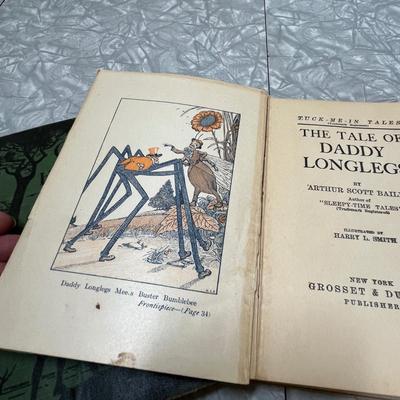 Daddy Longlegs Mee.s Buster Bumblebee
Frontispiece—(Page 34)
TUCK-ME-IN TALES
THE TALE OF
DADDY
LONGLEGS
BY
ARTHUR SCOTT BAIL
Author of
"SLEEPY-TIME TALES"
(Trademark Registered)
ILLUSTRATED BY
HARRY L. SMITH
NEW YORK
GROSSET & DU
PUBLISHER